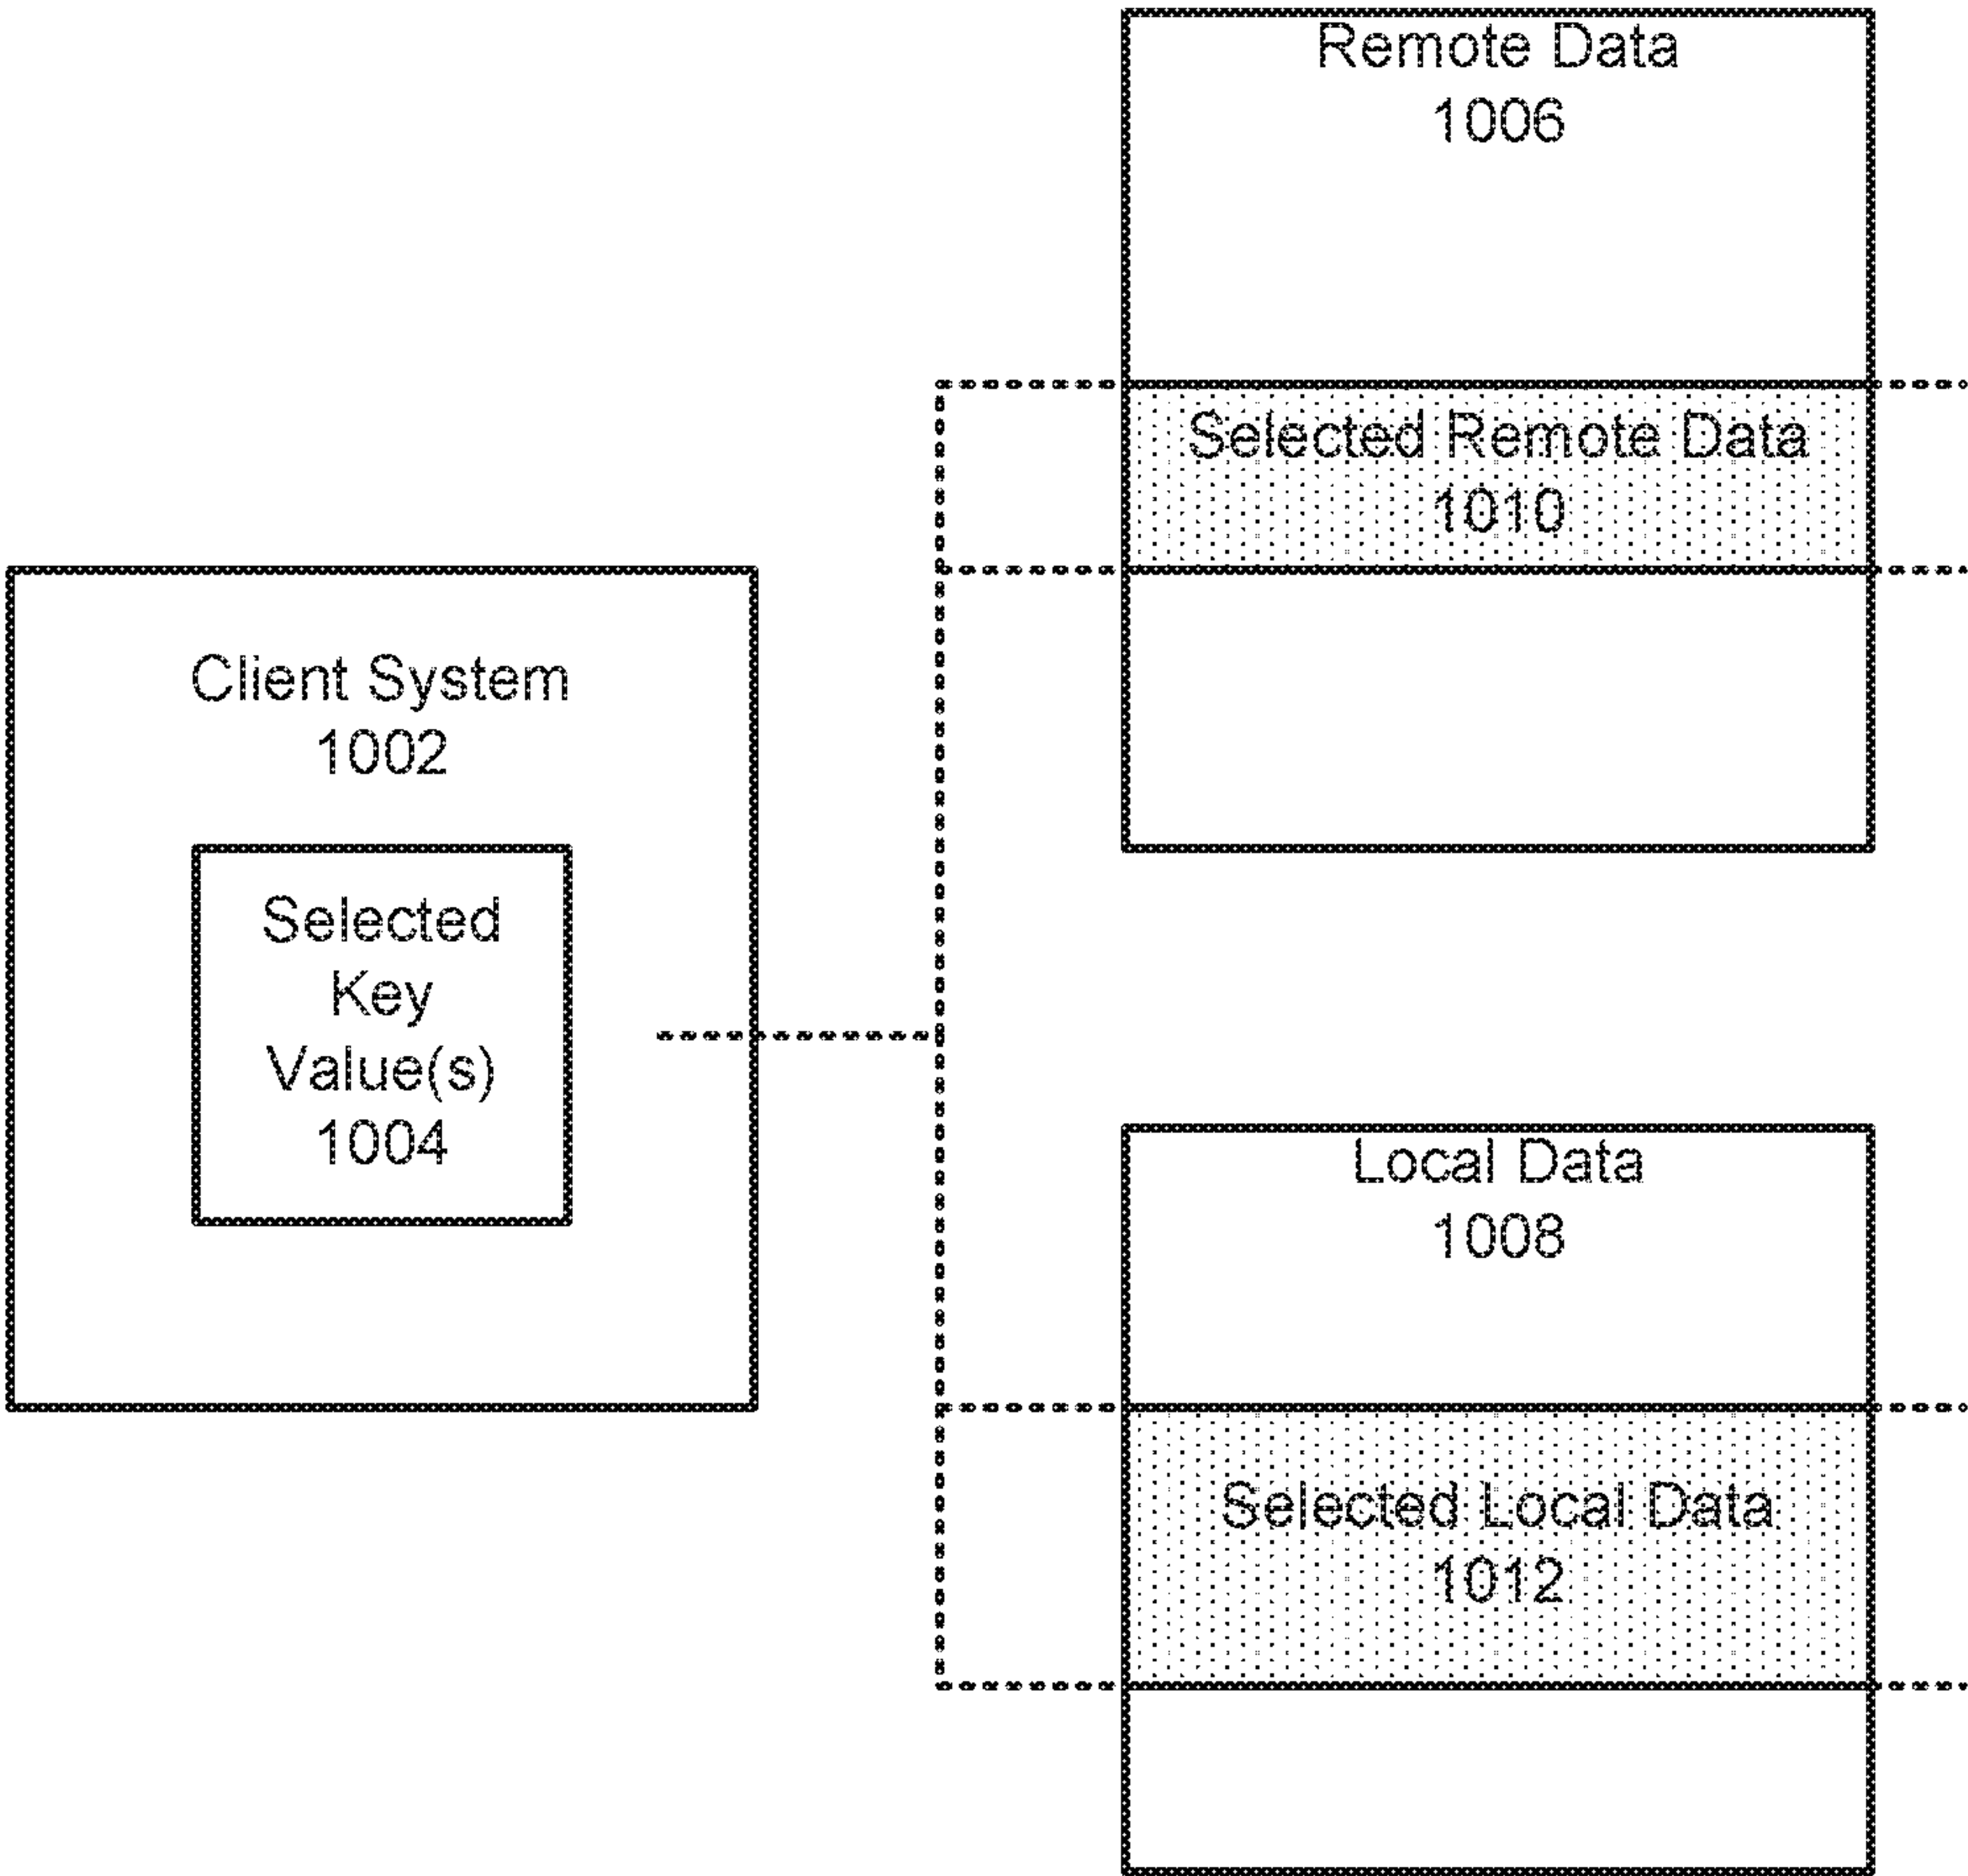 Remote Data
1006
Selected Remote Data
1010
Client System
1002
Selected
Key
Value(s)
1004
Local Data
1008
Selected Local Data
1012